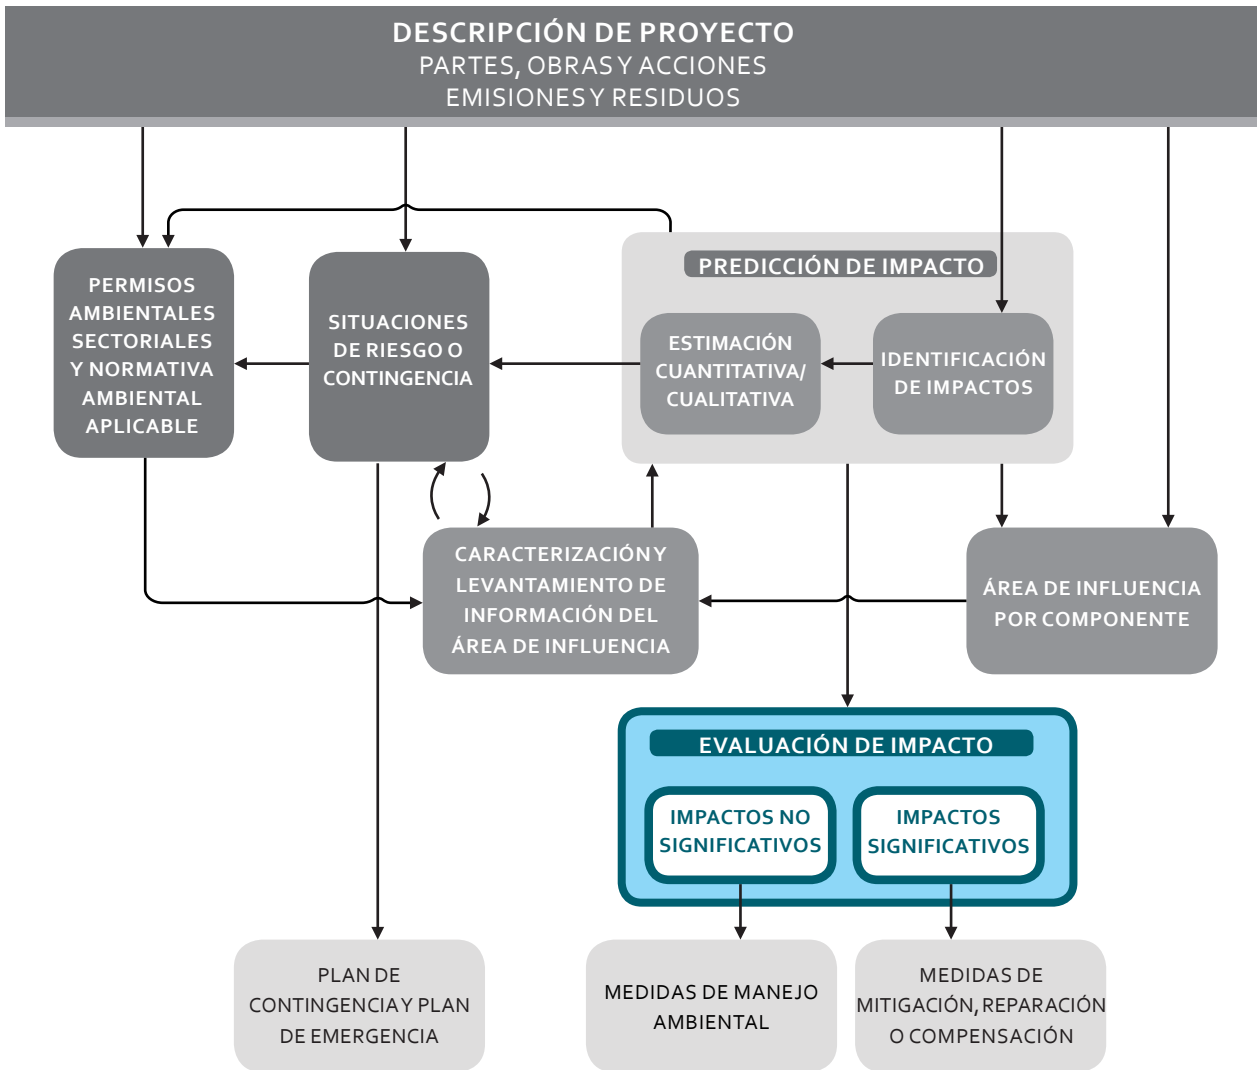 DESCRIPCIÓN DE PROYECTO
PARTES, OBRAS Y ACCIONES
EMISIONES Y RESIDUOS
PERMISOS
AMBIENTALES
SECTORIALES
Y NORMATIVA
AMBIENTAL
APLICABLE
SITUACIONES
DE RIESGO O
CONTINGENCIA
PREDICCIÓN DE IMPACTO
ESTIMACIÓN
CUANTITATIVA/
CUALITATIVA
IDENTIFICACIÓN
DE IMPACTOS
CARACTERIZACIÓN Y
LEVANTAMIENTO DE
INFORMACIÓN DEL
ÁREA DE INFLUENCIA
ÁREA DE INFLUENCIA
POR COMPONENTE
EVALUACIÓN DE IMPACTO
IMPACTOS NO
SIGNIFICATIVOS
IMPACTOS
SIGNIFICATIVOS
PLAN DE
CONTINGENCIA Y PLAN
DE EMERGENCIA
MEDIDAS DE MANEJO
AMBIENTAL
MEDIDAS DE
MITIGACIÓN, REPARACIÓN
O COMPENSACIÓN